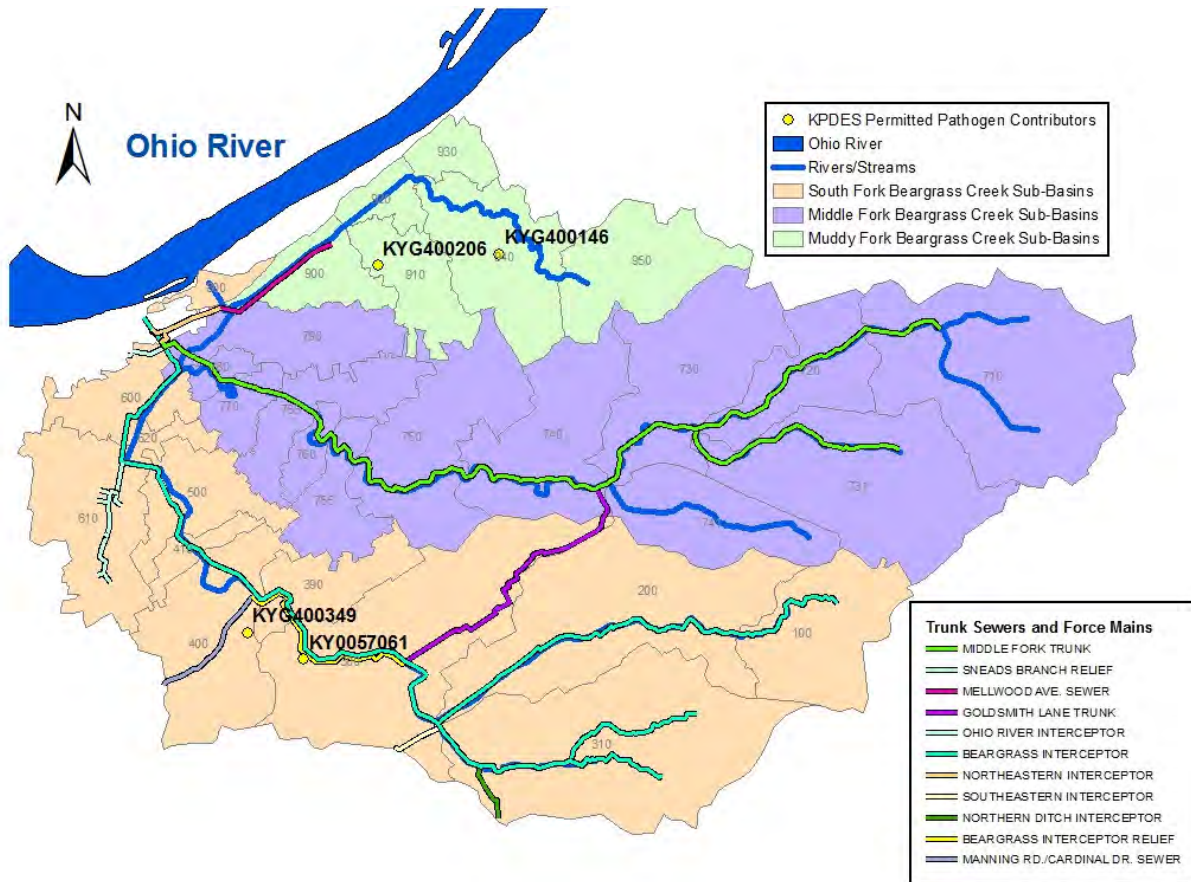 N
Ohio River
KPDES Permitted Pathogen Contributors
Ohio River
Rivers/Streams
South Fork Beargrass Creek Sub-Basins
Middle Fork Beargrass Creek Sub-Basins
Muddy Fork Beargrass Creek Sub-Basins
930
KYG400206
KYG400146
900
910
950
790
730
710
600
770
750
740
620
760
500
755
610
390
200
100
KYG400349
KY0057061
400
310
Trunk Sewers and Force Mains
MIDDLE FORK TRUNK
SNEADS BRANCH RELIEF
MELLWOOD AVE. SEWER
GOLDSMITH LANE TRUNK
OHIO RIVER INTERCEPTOR
BEARGRASS INTERCEPTOR
NORTHEASTERN INTERCEPTOR
SOUTHEASTERN INTERCEPTOR
NORTHERN DITCH INTERCEPTOR
BEARGRASS INTERCEPTOR RELIEF
MANNING RD./CARDINAL DR. SEWER